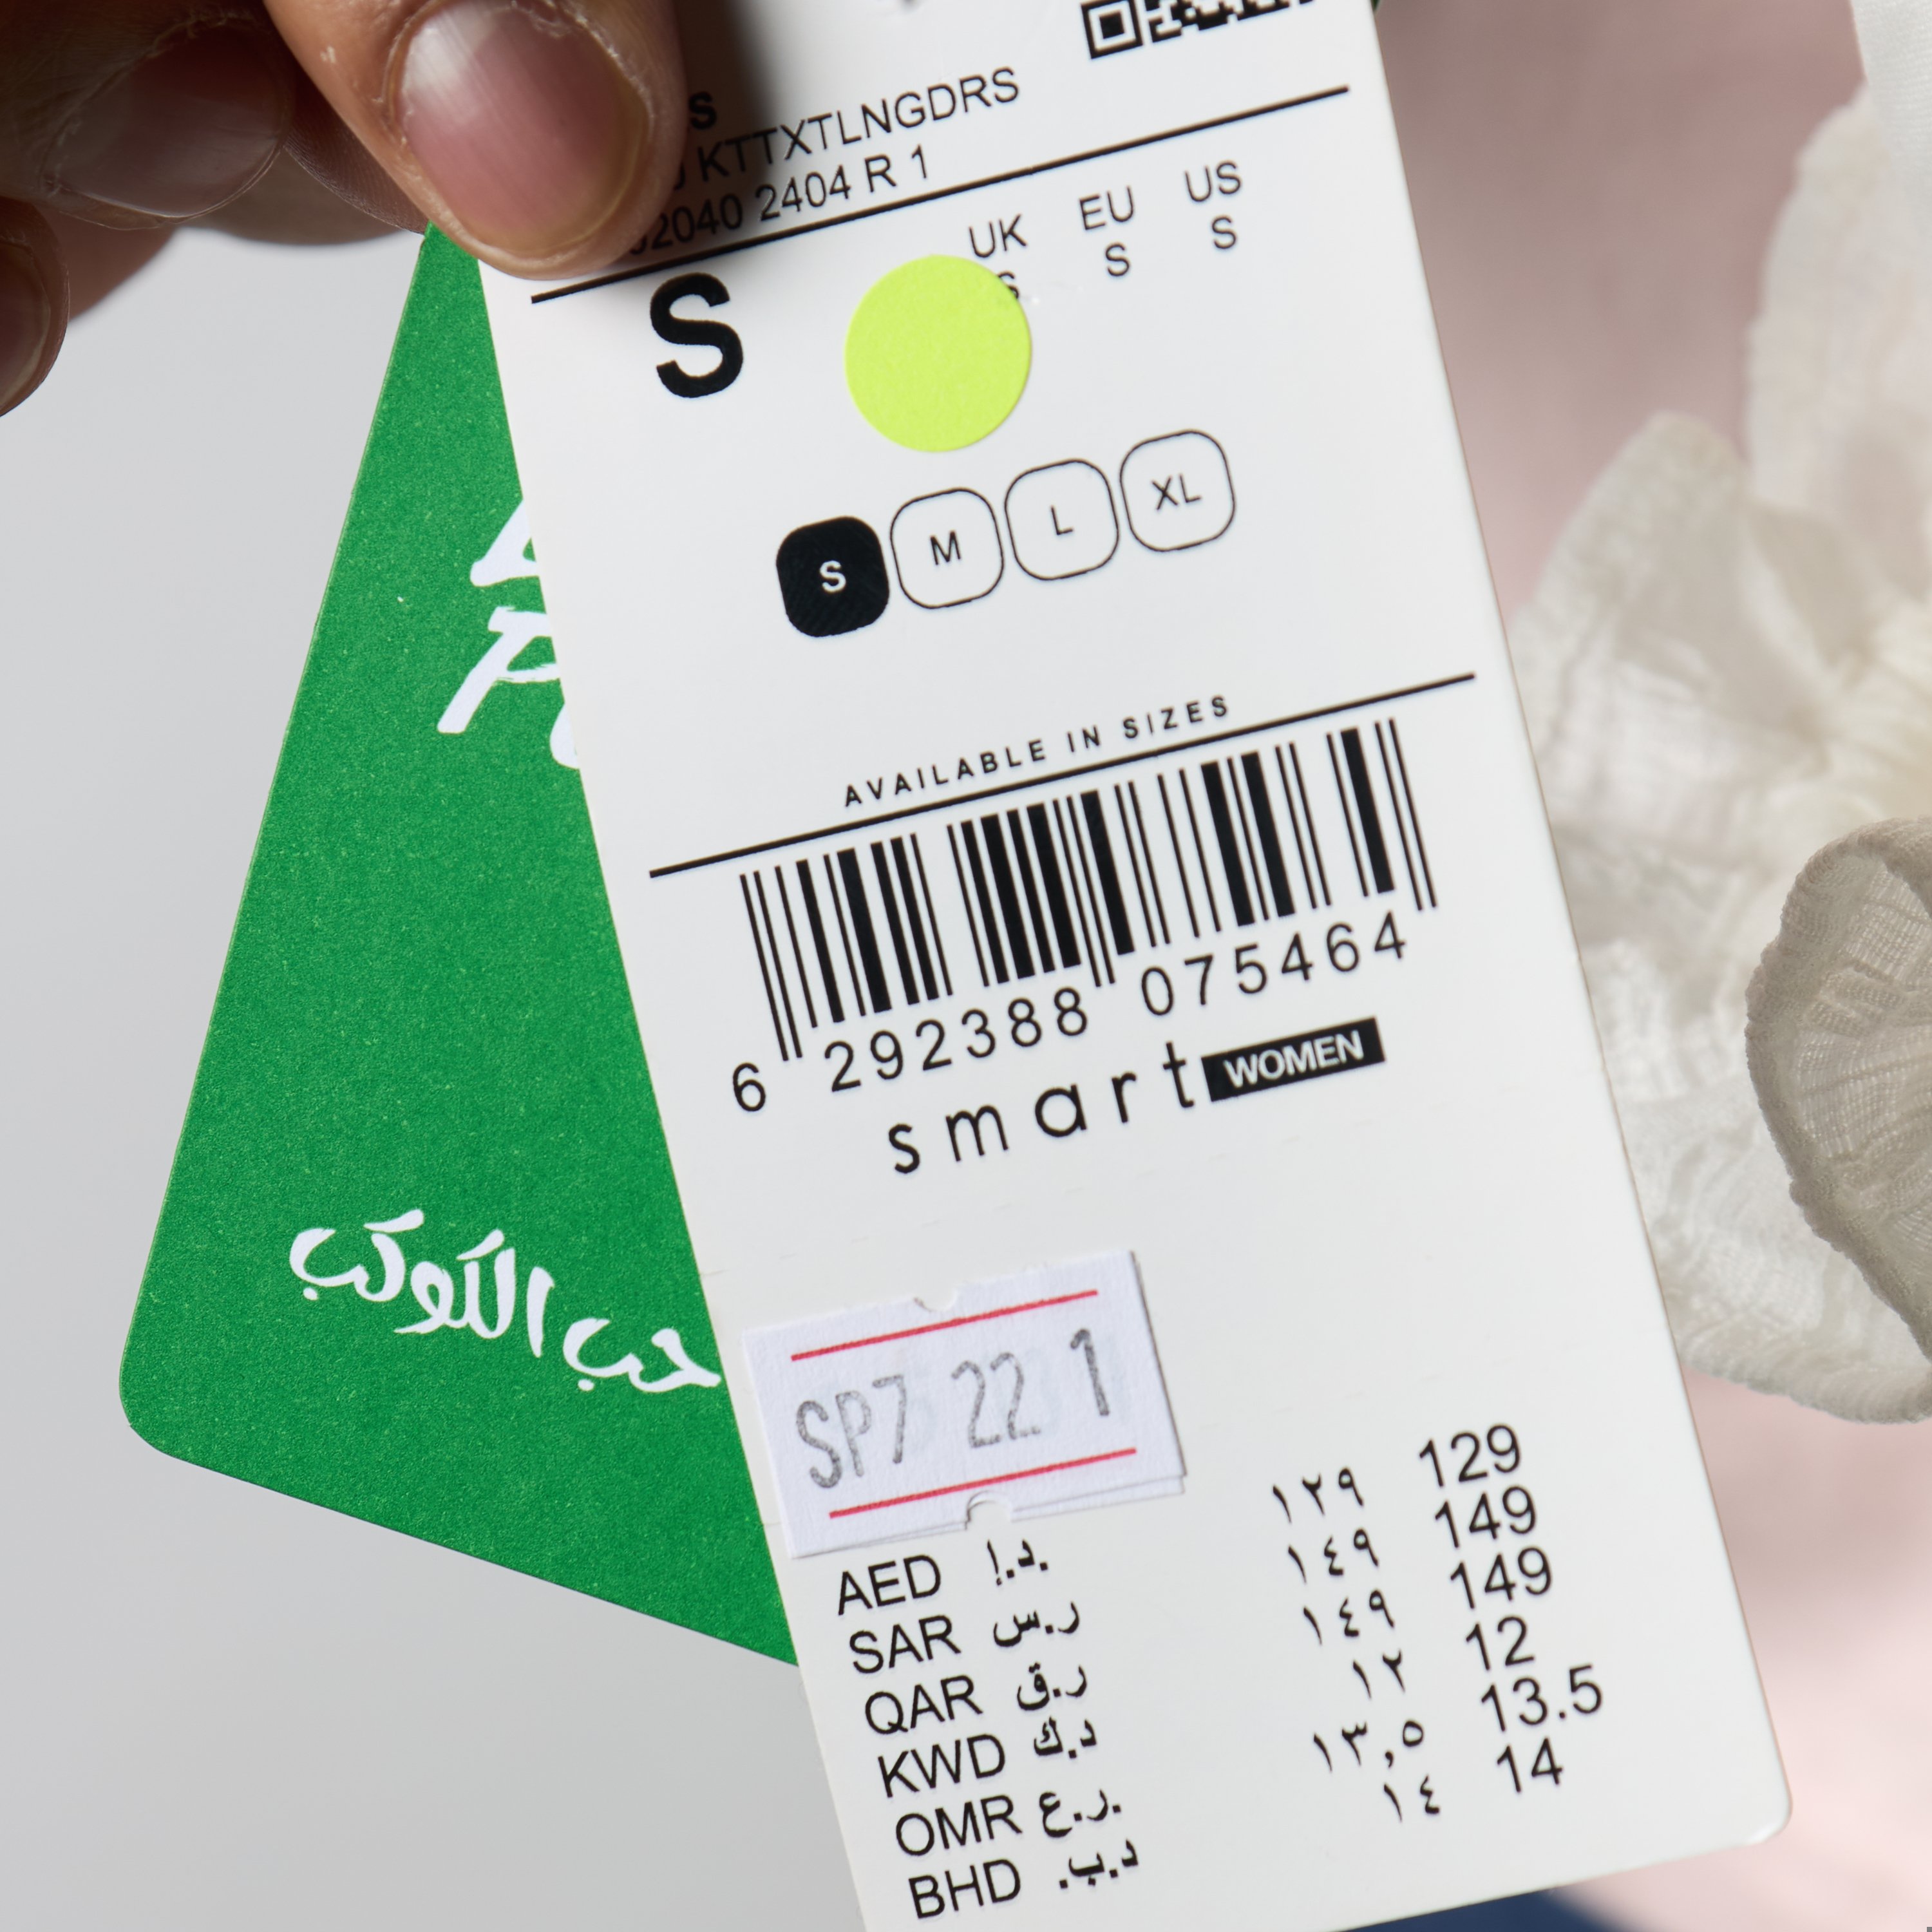 KTTXTLNGDRS
2040 2404 R 1
UK EU US
S S S
S
S M L XL
AVAILABLE IN SIZES
6 292388 075464
smart WOMEN
حب الكوكب
SP7 22 1
AED د.إ. ١٢٩ 129
SAR ر.س ١٤٩ 149
QAR ر.ق ١٤٩ 149
KWD د.ك ١٢ 12
OMR ر.ع. ١٣,٥ 13.5
BHD د.ب. ١٤ 14